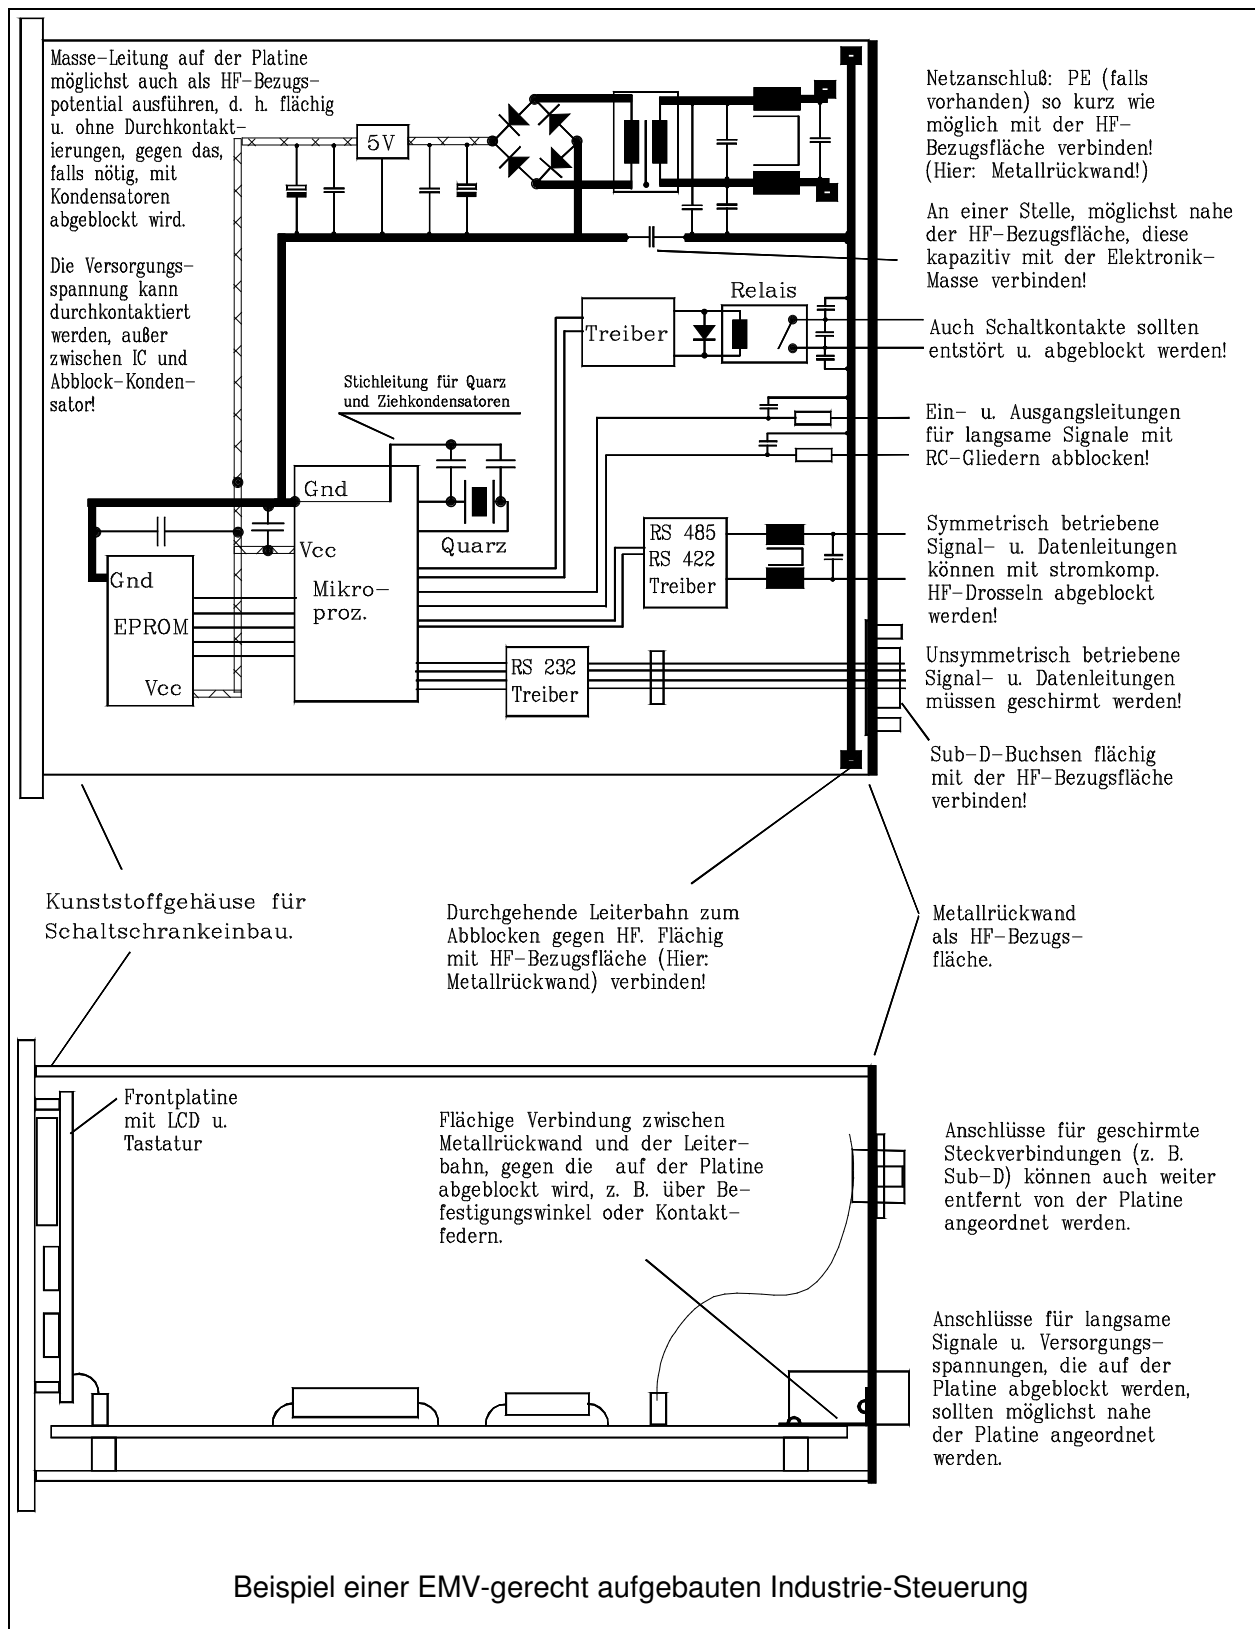 Masse-Leitung auf der Platine
möglichst auch als HF-Bezugs-
potential ausführen, d. h. flächig
u. ohne Durchkontakt-
ierungen, gegen das,
falls nötig, mit
Kondensatoren
abgeblockt wird.
Die Versorgungs-
spannung kann
durchkontaktiert
werden, außer
zwischen IC und
Abblock-Konden-
sator!
5V
Netzanschluß: PE (falls
vorhanden) so kurz wie
möglich mit der HF-
Bezugsfläche verbinden!
(Hier: Metallrückwand!)
An einer Stelle, möglichst nahe
der HF-Bezugsfläche, diese
kapazitiv mit der Elektronik-
Masse verbinden!
Relais
Treiber
Auch Schaltkontakte sollten
entstört u. abgeblockt werden!
Stichleitung für Quarz
und Ziehkondensatoren
Ein- u. Ausgangsleitungen
für langsame Signale mit
RC-Gliedern abblocken!
Gnd
Vcc
Mikro-
proz.
Quarz
Gnd
EPROM
Vcc
RS 485
RS 422
Treiber
Symmetrisch betriebene
Signal- u. Datenleitungen
können mit stromkomp.
HF-Drosseln abgeblockt
werden!
RS 232
Treiber
Unsymmetrisch betriebene
Signal- u. Datenleitungen
müssen geschirmt werden!
Sub-D-Buchsen flächig
mit der HF-Bezugsfläche
verbinden!
Kunststoffgehäuse für
Schaltschrankeinbau.
Durchgehende Leiterbahn zum
Abblocken gegen HF. Flächig
mit HF-Bezugsfläche (Hier:
Metallrückwand) verbinden!
Metallrückwand
als HF-Bezugs-
fläche.
Frontplatine
mit LCD u.
Tastatur
Flächige Verbindung zwischen
Metallrückwand und der Leiter-
bahn, gegen die auf der Platine
abgeblockt wird, z. B. über Be-
festigungswinkel oder Kontakt-
federn.
Anschlüsse für geschirmte
Steckverbindungen (z. B.
Sub-D) können auch weiter
entfernt von der Platine
angeordnet werden.
Anschlüsse für langsame
Signale u. Versorgungs-
spannungen, die auf der
Platine abgeblockt werden,
sollten möglichst nahe
der Platine angeordnet
werden.
Beispiel einer EMV-gerecht aufgebauten Industrie-Steuerung